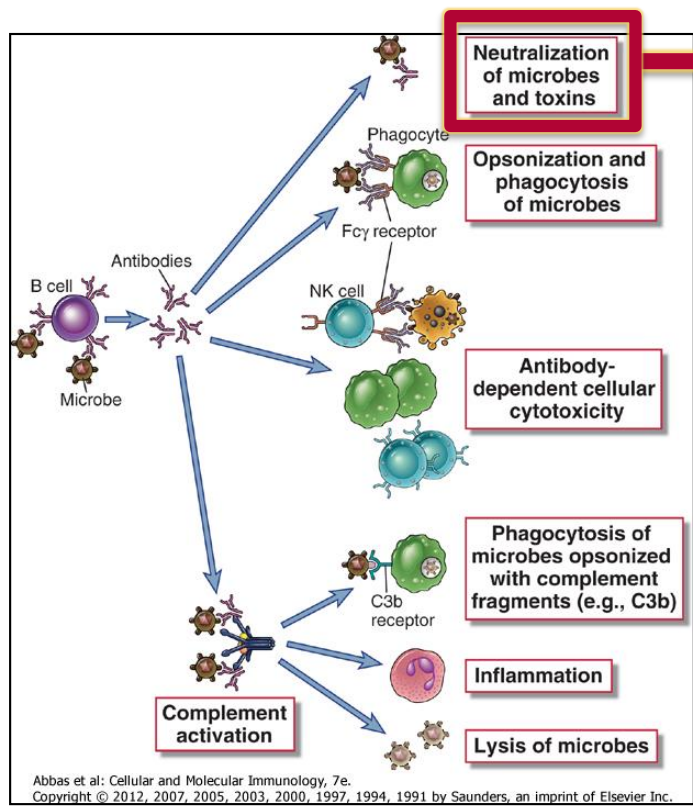 Neutralization
of microbes
and toxins
Phagocyte
Opsonization and
phagocytosis
of microbes
Fcγ receptor
Antibodies
B cell
NK cell
Microbe
Antibody-
dependent cellular
cytotoxicity
Phagocytosis of
microbes opsonized
with complement
fragments (e.g., C3b)
C3b
receptor
Inflammation
Complement
activation
Lysis of microbes
Abbas et al: Cellular and Molecular Immunology, 7e.
Copyright © 2012, 2007, 2005, 2003, 2000, 1997, 1994, 1991 by Saunders, an imprint of Elsevier Inc.